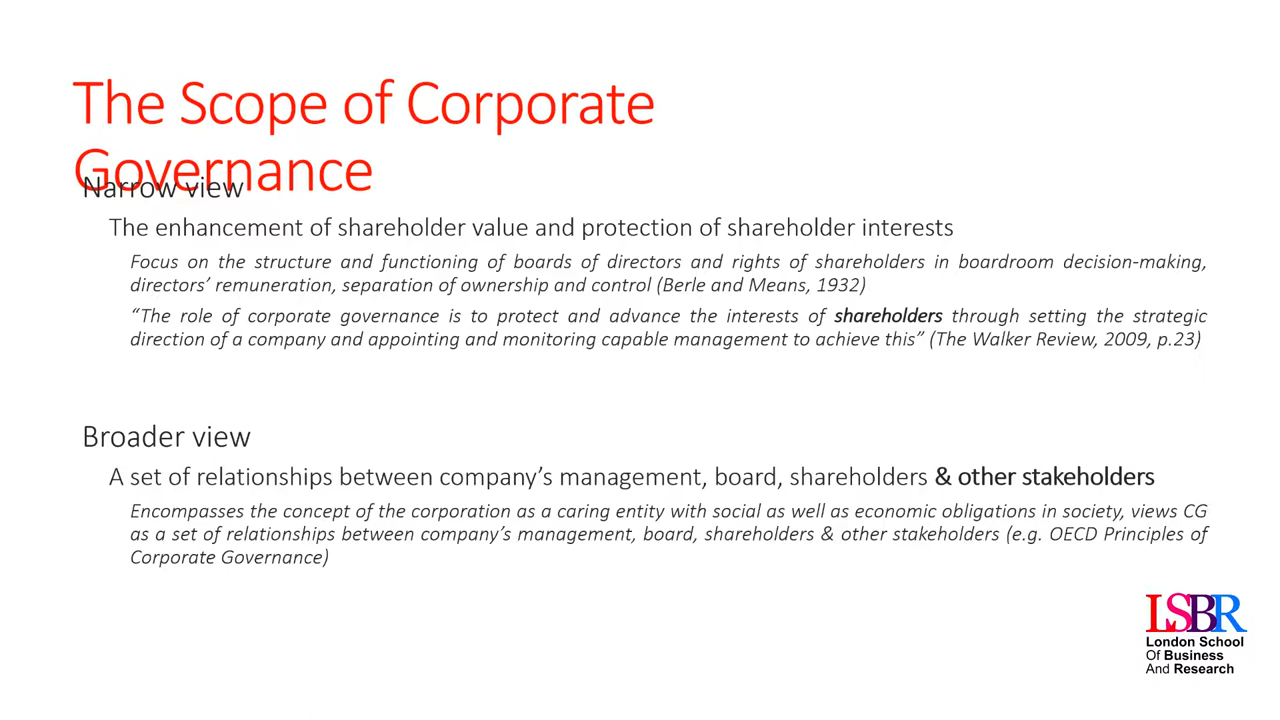 The Scope of Corporate
Governance
Narrow view
The enhancement of shareholder value and protection of shareholder interests
Focus on the structure and functioning of boards of directors and rights of shareholders in boardroom decision-making,
directors’ remuneration, separation of ownership and control (Berle and Means, 1932)
“The role of corporate governance is to protect and advance the interests of shareholders through setting the strategic
direction of a company and appointing and monitoring capable management to achieve this” (The Walker Review, 2009, p.23)
Broader view
A set of relationships between company’s management, board, shareholders & other stakeholders
Encompasses the concept of the corporation as a caring entity with social as well as economic obligations in society, views CG
as a set of relationships between company’s management, board, shareholders & other stakeholders (e.g. OECD Principles of
Corporate Governance)
LSBR
London School
Of Business
And Research